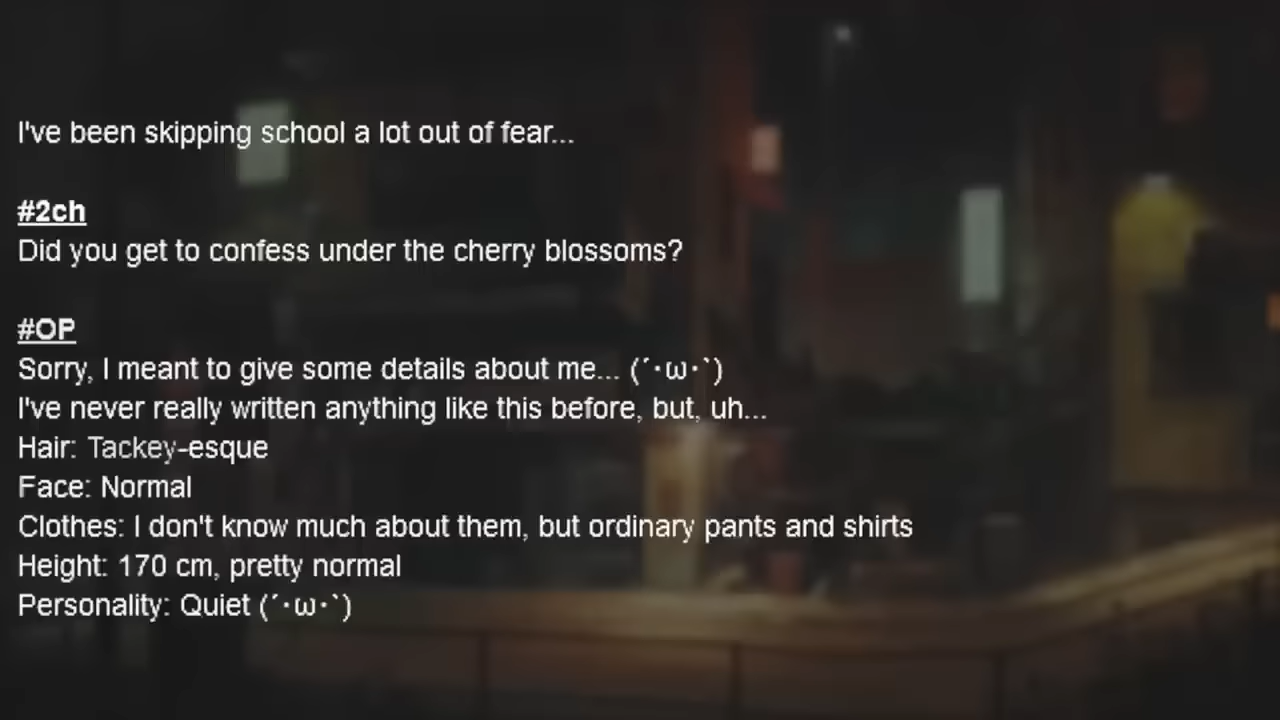 I've been skipping school a lot out of fear...
#2ch
Did you get to confess under the cherry blossoms?
#OP
Sorry, I meant to give some details about me... (´･ω･`)
I've never really written anything like this before, but, uh...
Hair: Tackey-esque
Face: Normal
Clothes: I don't know much about them, but ordinary pants and shirts
Height: 170 cm, pretty normal
Personality: Quiet (´･ω･`)